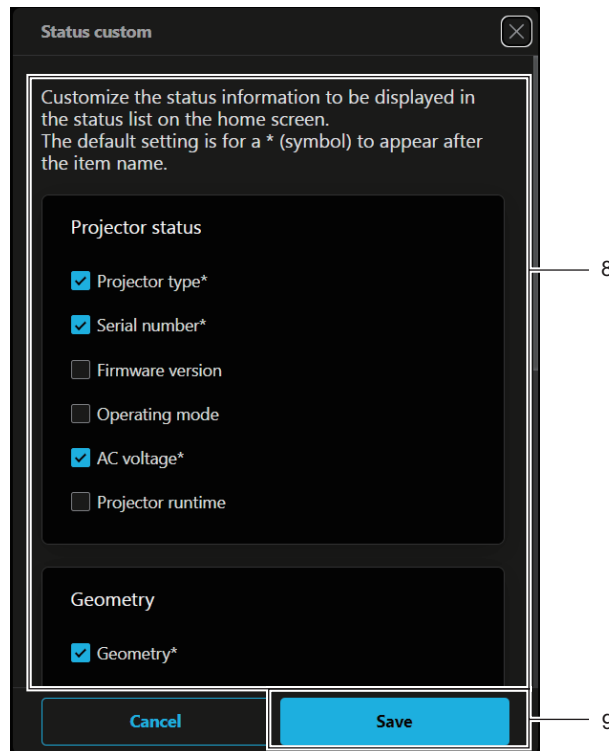 Status custom
Customize the status information to be displayed in
the status list on the home screen.
The default setting is for a * (symbol) to appear after
the item name.
Projector status
Projector type*
Serial number*
Firmware version
Operating mode
AC voltage*
Projector runtime
8
Geometry
Geometry*
Cancel
Save
9